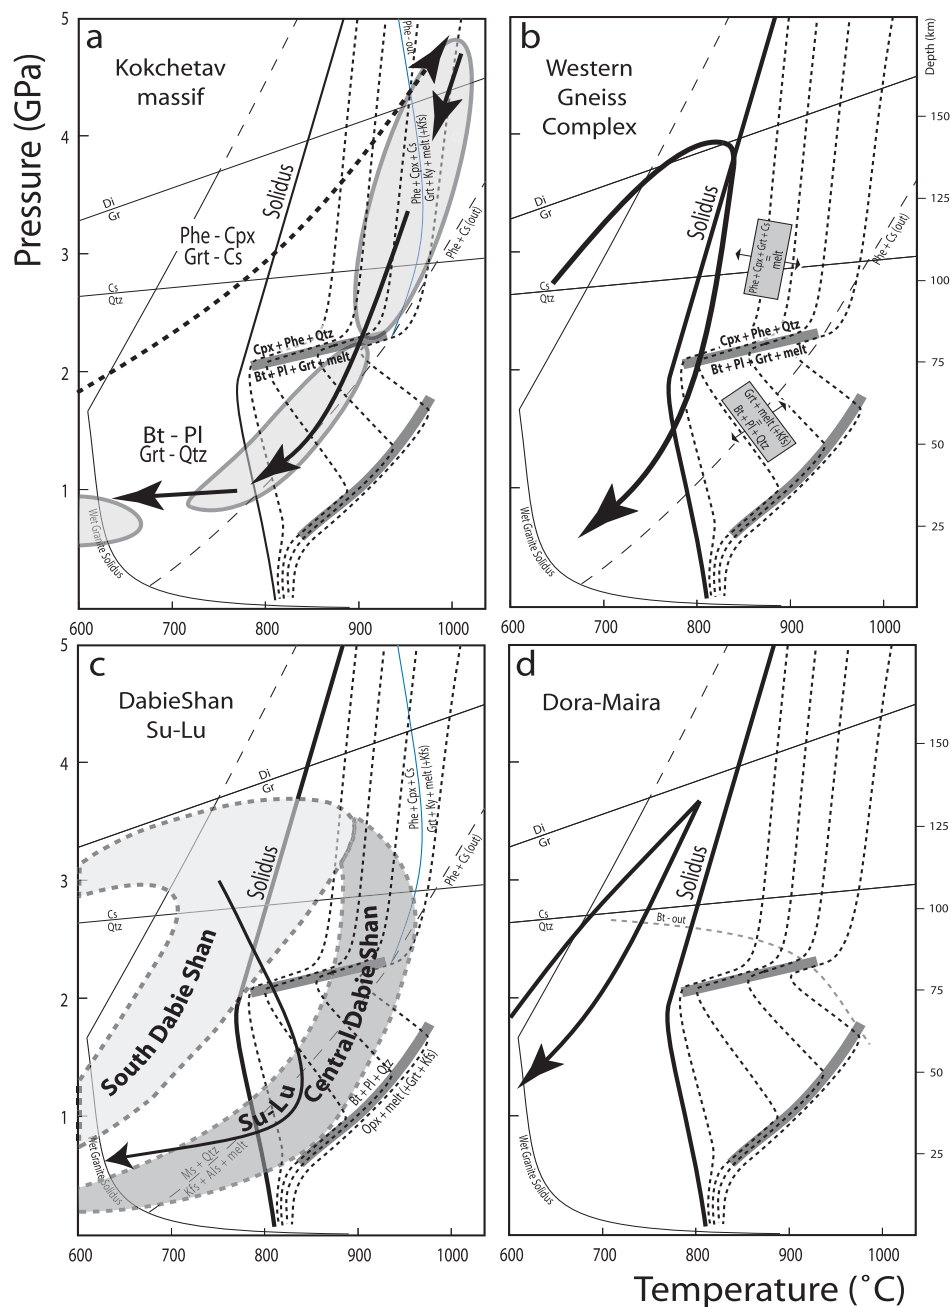 Pressure (GPa)
a
Kokchetav
massif
Phe - out
Solidus
Di
Gr
Phe + Cpx + Cs
Grt + Ky + melt (+Kfs)
Phe - Cpx
Grt - Cs
Phe + Cs (out)
Cs
Qtz
Cpx + Phe + Qtz
Bt + Pl + Grt + melt
Bt - Pl
Grt - Qtz
Wet Granite Solidus
5
4
3
2
1
600
700
800
900
1000
b
Western
Gneiss
Complex
Depth (km)
150
125
100
75
50
25
Solidus
Di
Gr
Phe + Cpx + Grt + Cs
=
melt
Phe + Cs (out)
Cs
Qtz
Cpx + Phe + Qtz
Bt + Pl + Grt + melt
Grt + melt (+Kfs)
=
Bt + Pl + Qtz
Wet Granite Solidus
600
700
800
900
1000
c
DabieShan
Su-Lu
Di
Gr
Phe + Cpx + Cs
Grt + Ky + melt (+Kfs)
Solidus
Phe + Cs (out)
Cs
Qtz
South Dabie Shan
Central Dabie Shan
Su-Lu
Bt + Pl + Qtz
Opx + melt (+Grt + Kfs)
Ms + Qtz
Kfs + Als + melt
Wet Granite Solidus
5
4
3
2
1
600
700
800
900
1000
d
Dora-Maira
Di
Gr
Solidus
Cs
Qtz
Bt - out
Wet Granite Solidus
150
125
100
75
50
25
600
700
800
900
1000
Temperature (˚C)